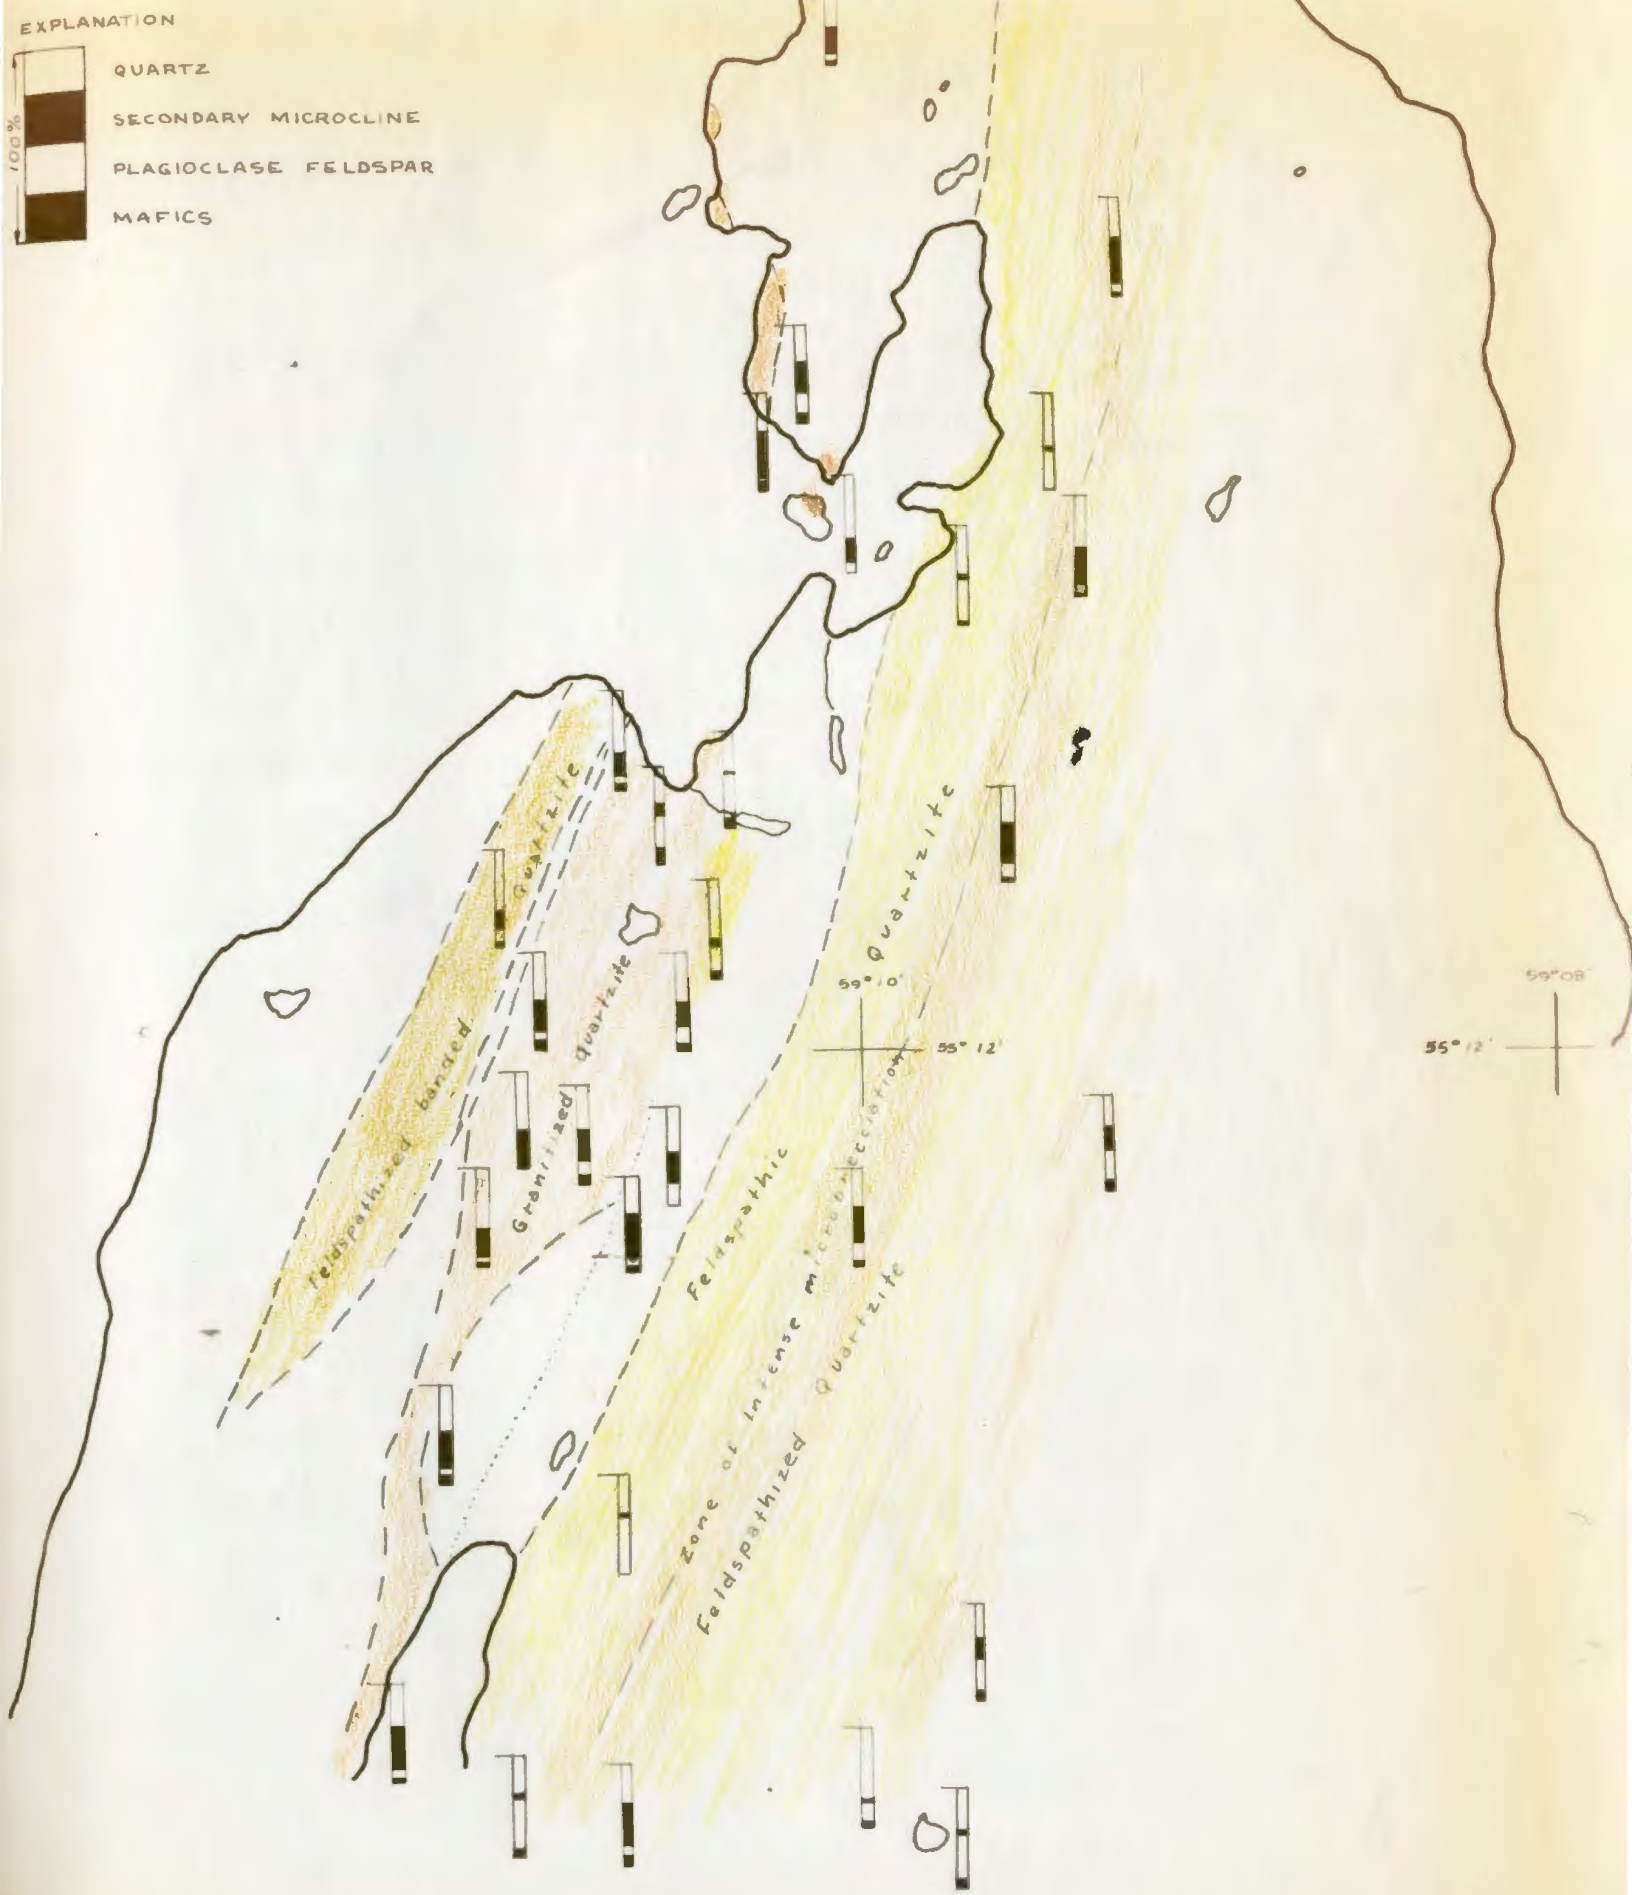 EXPLANATION
QUARTZ
SECONDARY MICROCLINE
PLAGIOCLASE FELDSPAR
MAFICS
100%
Feldspathized banded Quartzite
Granitized Quartzite
Feldspathic Quartzite
Zone of Intense microbrecciation
Feldspathized Quartzite
59°10'
55°12'
59°08'
55°12'